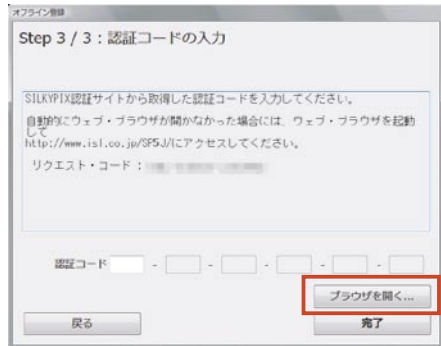 オフライン登録
Step 3 / 3：認証コードの入力
SILKYPIX認証サイトから取得した認証コードを入力してください。
自動的にウェブ・ブラウザが開かなかった場合には、ウェブ・ブラウザを起動
して
http://www.isl.co.jp/SP5J/にアクセスしてください。
リクエスト・コード：
認証コード - - - - -
ブラウザを開く...
戻る 完了